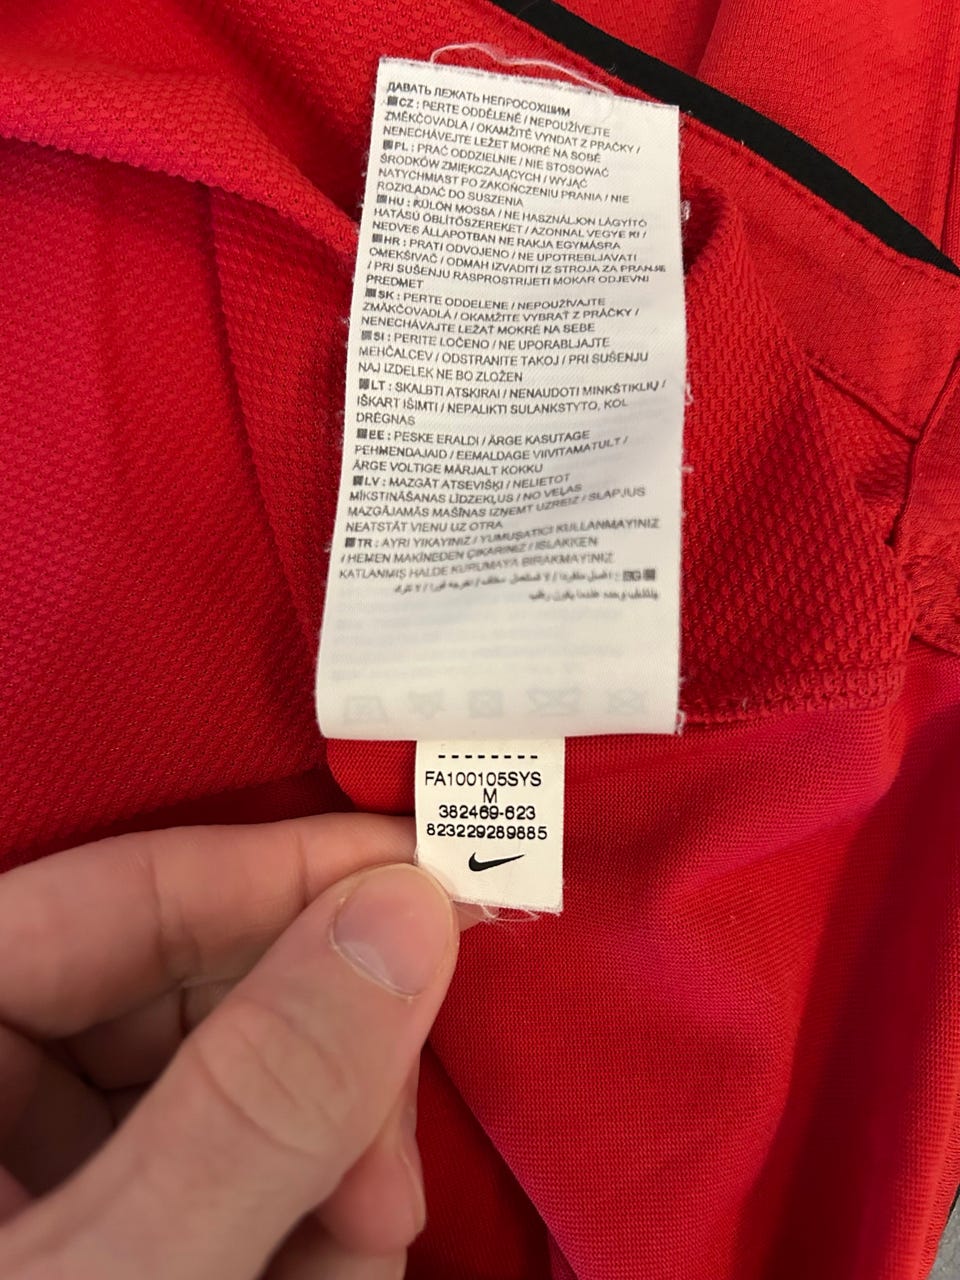 ДАВАТЬ ЛЕЖАТЬ НЕПРОСОХШИМ
CZ : PERTE ODDĚLENĚ / NEPOUŽÍVEJTE
ZMĚKČOVADLA / OKAMŽITĚ VYNDAT Z PRAČKY /
NENECHÁVEJTE LEŽET MOKRÉ NA SOBĚ
PL : PRAĆ ODDZIELNIE / NIE STOSOWAĆ
ŚRODKÓW ZMIĘKCZAJĄCYCH / WYJĄĆ
NATYCHMIAST PO ZAKOŃCZENIU PRANIA / NIE
ROZKŁADAĆ DO SUSZENIA
HU : KÜLÖN MOSSA / NE HASZNÁLJON LÁGYÍTÓ
HATÁSÚ ÖBLÍTŐSZEREKET / AZONNAL VEGYE KI /
NEDVES ÁLLAPOTBAN NE RAKJA EGYMÁSRA
HR : PRATI ODVOJENO / NE UPOTREBLJAVATI
OMEKŠIVAČ / ODMAH IZVADITI IZ STROJA ZA PRANJE
/ PRI SUŠENJU RASPROSTRIJETI MOKAR ODJEVNI
PREDMET
SK : PERTE ODDELENE / NEPOUŽÍVAJTE
ZMÄKČOVADLÁ / OKAMŽITE VYBRAŤ Z PRÁČKY /
NENECHÁVAJTE LEŽAŤ MOKRÉ NA SEBE
SI : PERITE LOČENO / NE UPORABLJAJTE
MEHČALCEV / ODSTRANITE TAKOJ / PRI SUŠENJU
NAJ IZDELEK NE BO ZLOŽEN
LT : SKALBTI ATSKIRAI / NENAUDOTI MINKŠTIKLIŲ /
IŠKART IŠIMTI / NEPALIKTI SULANKSTYTO, KOL
DRĖGNAS
EE : PESKE ERALDI / ÄRGE KASUTAGE
PEHMENDAJAID / EEMALDAGE VIIVITAMATULT /
ÄRGE VOLTIGE MÄRJALT KOKKU
LV : MAZGĀT ATSEVIŠĶI / NELIETOT
MĪKSTINĀŠANAS LĪDZEKĻUS / NO VEĻAS
MAZGĀJAMĀS MAŠĪNAS IZŅEMT UZREIZ / SLAPJUS
NEATSTĀT VIENU UZ OTRA
TR : AYRI YIKAYINIZ / YUMUŞATICI KULLANMAYINIZ
/ HEMEN MAKİNEDEN ÇIKARINIZ / ISLAKKEN
KATLANMIŞ HALDE KURUMAYA BIRAKMAYINIZ
EG :
FA100105SYS
M
382469-623
823229289885